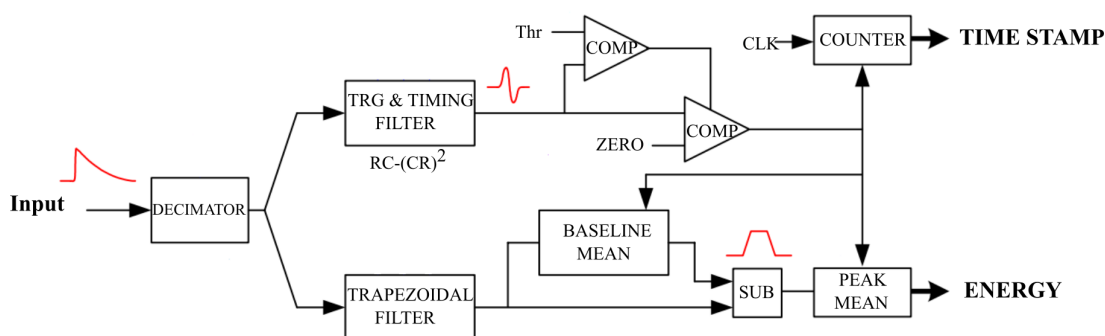 Thr
COMP
CLK
COUNTER
TIME STAMP
TRG & TIMING
FILTER
RC-(CR)²
COMP
ZERO
Input
DECIMATOR
BASELINE
MEAN
TRAPEZOIDAL
FILTER
SUB
PEAK
MEAN
ENERGY